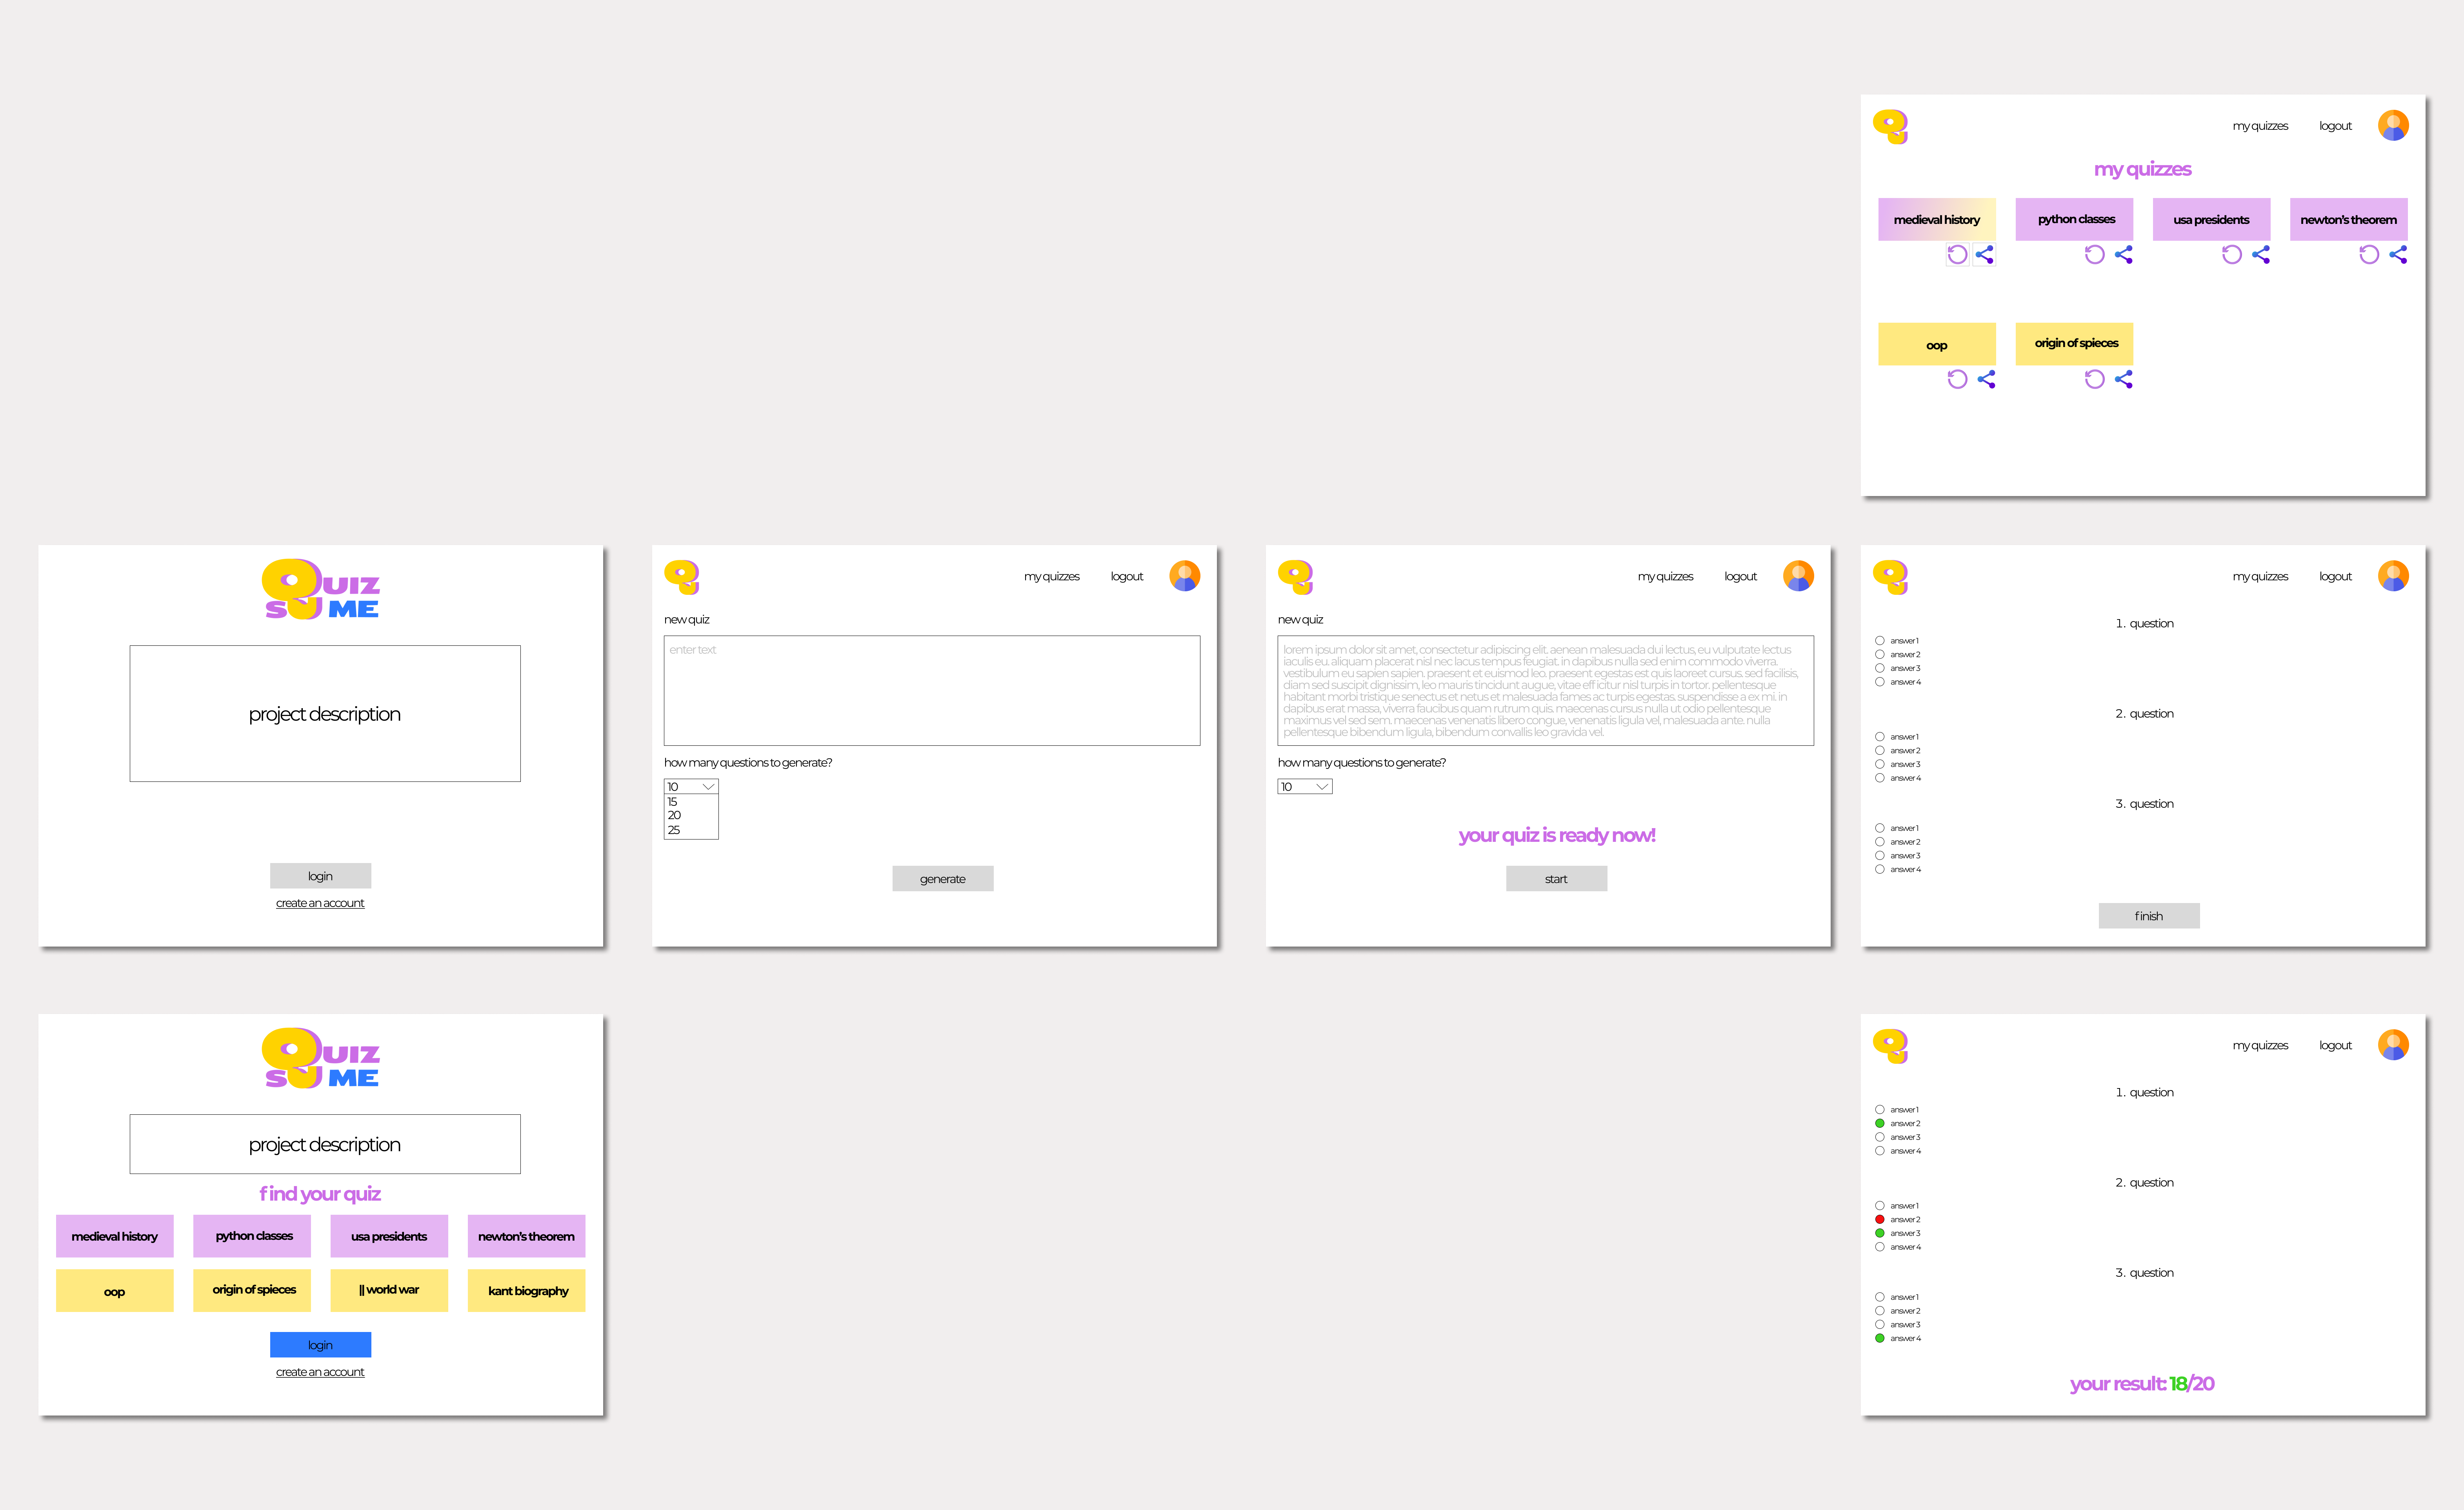 my quizzes logout
my quizzes
medieval history python classes usa presidents newton's theorem
oop origin of spieces
QUIZ
SUME
project description
login
create an account
my quizzes logout
new quiz
enter text
how many questions to generate?
10
15
20
25
generate
my quizzes logout
new quiz
lorem ipsum dolor sit amet, consectetur adipiscing elit. aenean malesuada dui lectus, eu vulputate lectus
iaculis eu. aliquam placerat nisl nec lacus tempus feugiat. in dapibus nulla sed enim commodo viverra.
vestibulum eu sapien sapien. praesent et euismod leo. praesent egestas est quis laoreet cursus. sed facilisis,
diam sed suscipit dignissim, leo mauris tincidunt augue, vitae efficitur nisl turpis in tortor. pellentesque
habitant morbi tristique senectus et netus et malesuada fames ac turpis egestas. suspendisse a ex mi. in
dapibus erat massa, viverra faucibus quam rutrum quis. maecenas cursus nulla ut odio pellentesque
maximus vel sed sem. maecenas venenatis libero congue, venenatis ligula vel, malesuada ante. nulla
pellentesque bibendum ligula, bibendum convallis leo gravida vel.
how many questions to generate?
10
your quiz is ready now!
start
my quizzes logout
1. question
answer 1
answer 2
answer 3
answer 4
2. question
answer 1
answer 2
answer 3
answer 4
3. question
answer 1
answer 2
answer 3
answer 4
finish
QUIZ
SUME
project description
find your quiz
medieval history python classes usa presidents newton's theorem
oop origin of spieces || world war kant biography
login
create an account
my quizzes logout
1. question
answer 1
answer 2
answer 3
answer 4
2. question
answer 1
answer 2
answer 3
answer 4
3. question
answer 1
answer 2
answer 3
answer 4
your result: 18/20